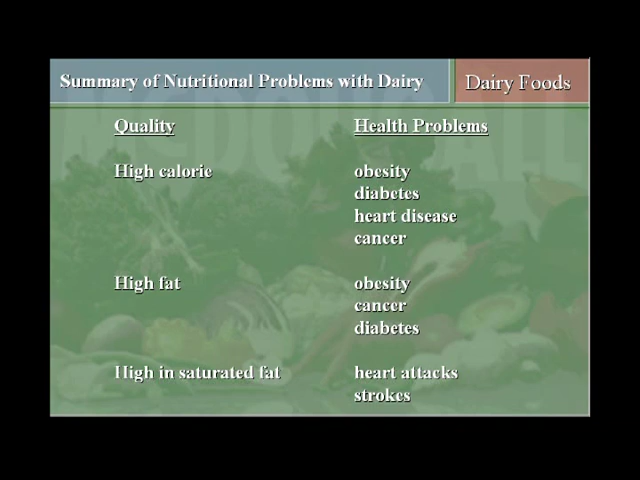 Summary of Nutritional Problems with Dairy
Dairy Foods
McDOUGALL
Quality Health Problems
High calorie obesity
diabetes
heart disease
cancer
High fat obesity
cancer
diabetes
High in saturated fat heart attacks
strokes